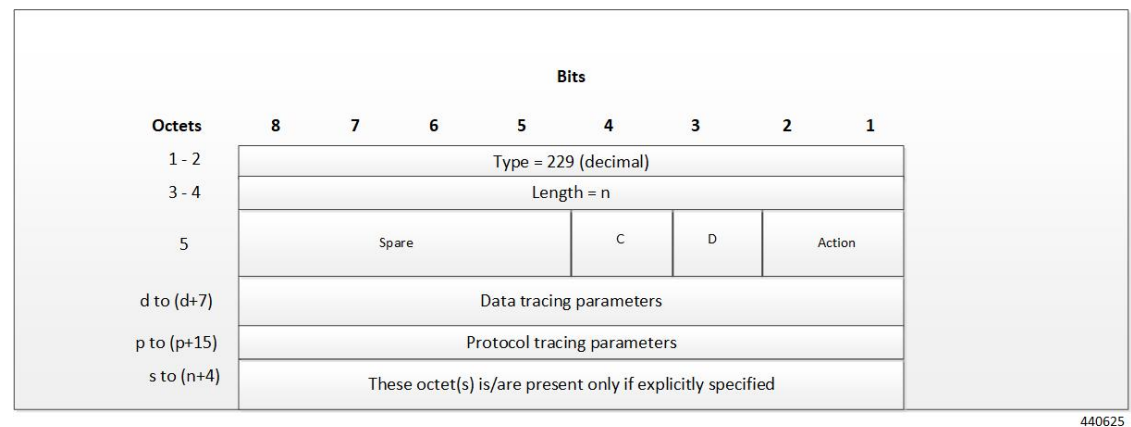 Bits
Octets 8 7 6 5 4 3 2 1
1 - 2 Type = 229 (decimal)
3 - 4 Length = n
5 Spare C D Action
d to (d+7) Data tracing parameters
p to (p+15) Protocol tracing parameters
s to (n+4) These octet(s) is/are present only if explicitly specified
440625